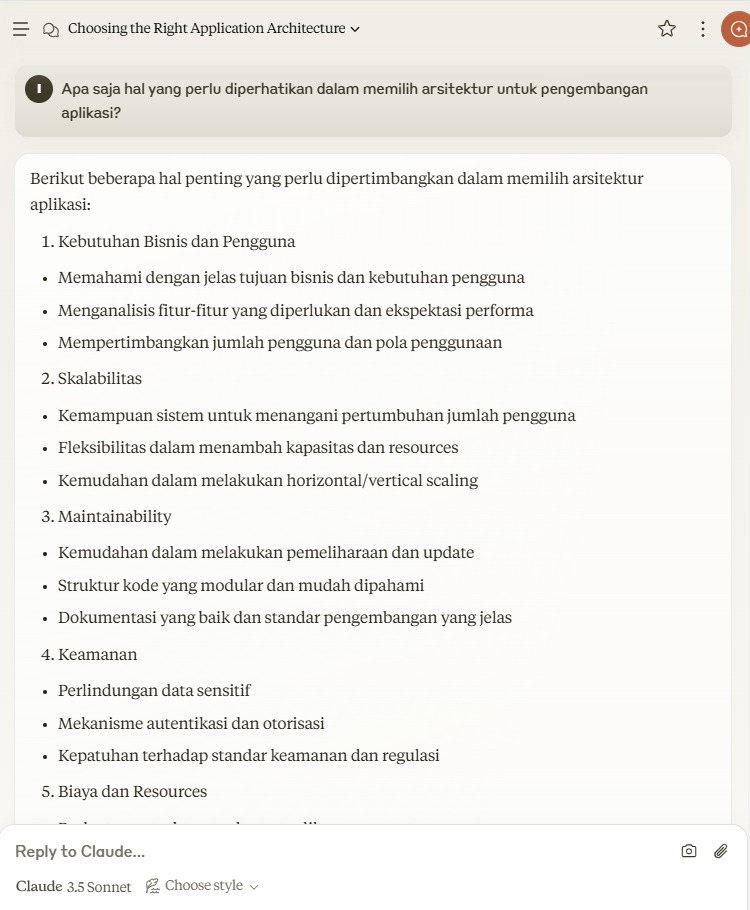 Choosing the Right Application Architecture
I
Apa saja hal yang perlu diperhatikan dalam memilih arsitektur untuk pengembangan
aplikasi?
Berikut beberapa hal penting yang perlu dipertimbangkan dalam memilih arsitektur
aplikasi:
1. Kebutuhan Bisnis dan Pengguna
• Memahami dengan jelas tujuan bisnis dan kebutuhan pengguna
• Menganalisis fitur-fitur yang diperlukan dan ekspektasi performa
• Mempertimbangkan jumlah pengguna dan pola penggunaan
2. Skalabilitas
• Kemampuan sistem untuk menangani pertumbuhan jumlah pengguna
• Fleksibilitas dalam menambah kapasitas dan resources
• Kemudahan dalam melakukan horizontal/vertical scaling
3. Maintainability
• Kemudahan dalam melakukan pemeliharaan dan update
• Struktur kode yang modular dan mudah dipahami
• Dokumentasi yang baik dan standar pengembangan yang jelas
4. Keamanan
• Perlindungan data sensitif
• Mekanisme autentikasi dan otorisasi
• Kepatuhan terhadap standar keamanan dan regulasi
5. Biaya dan Resources
Reply to Claude...
Claude 3.5 Sonnet Choose style